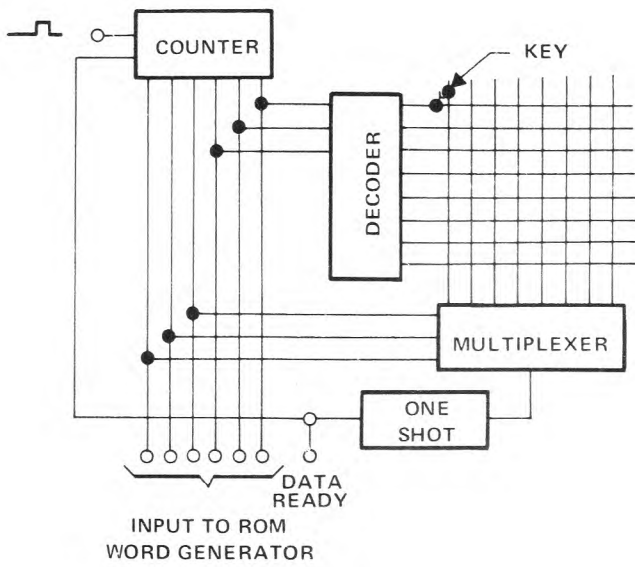 COUNTER
KEY
DECODER
MULTIPLEXER
ONE
SHOT
DATA
READY
INPUT TO ROM
WORD GENERATOR